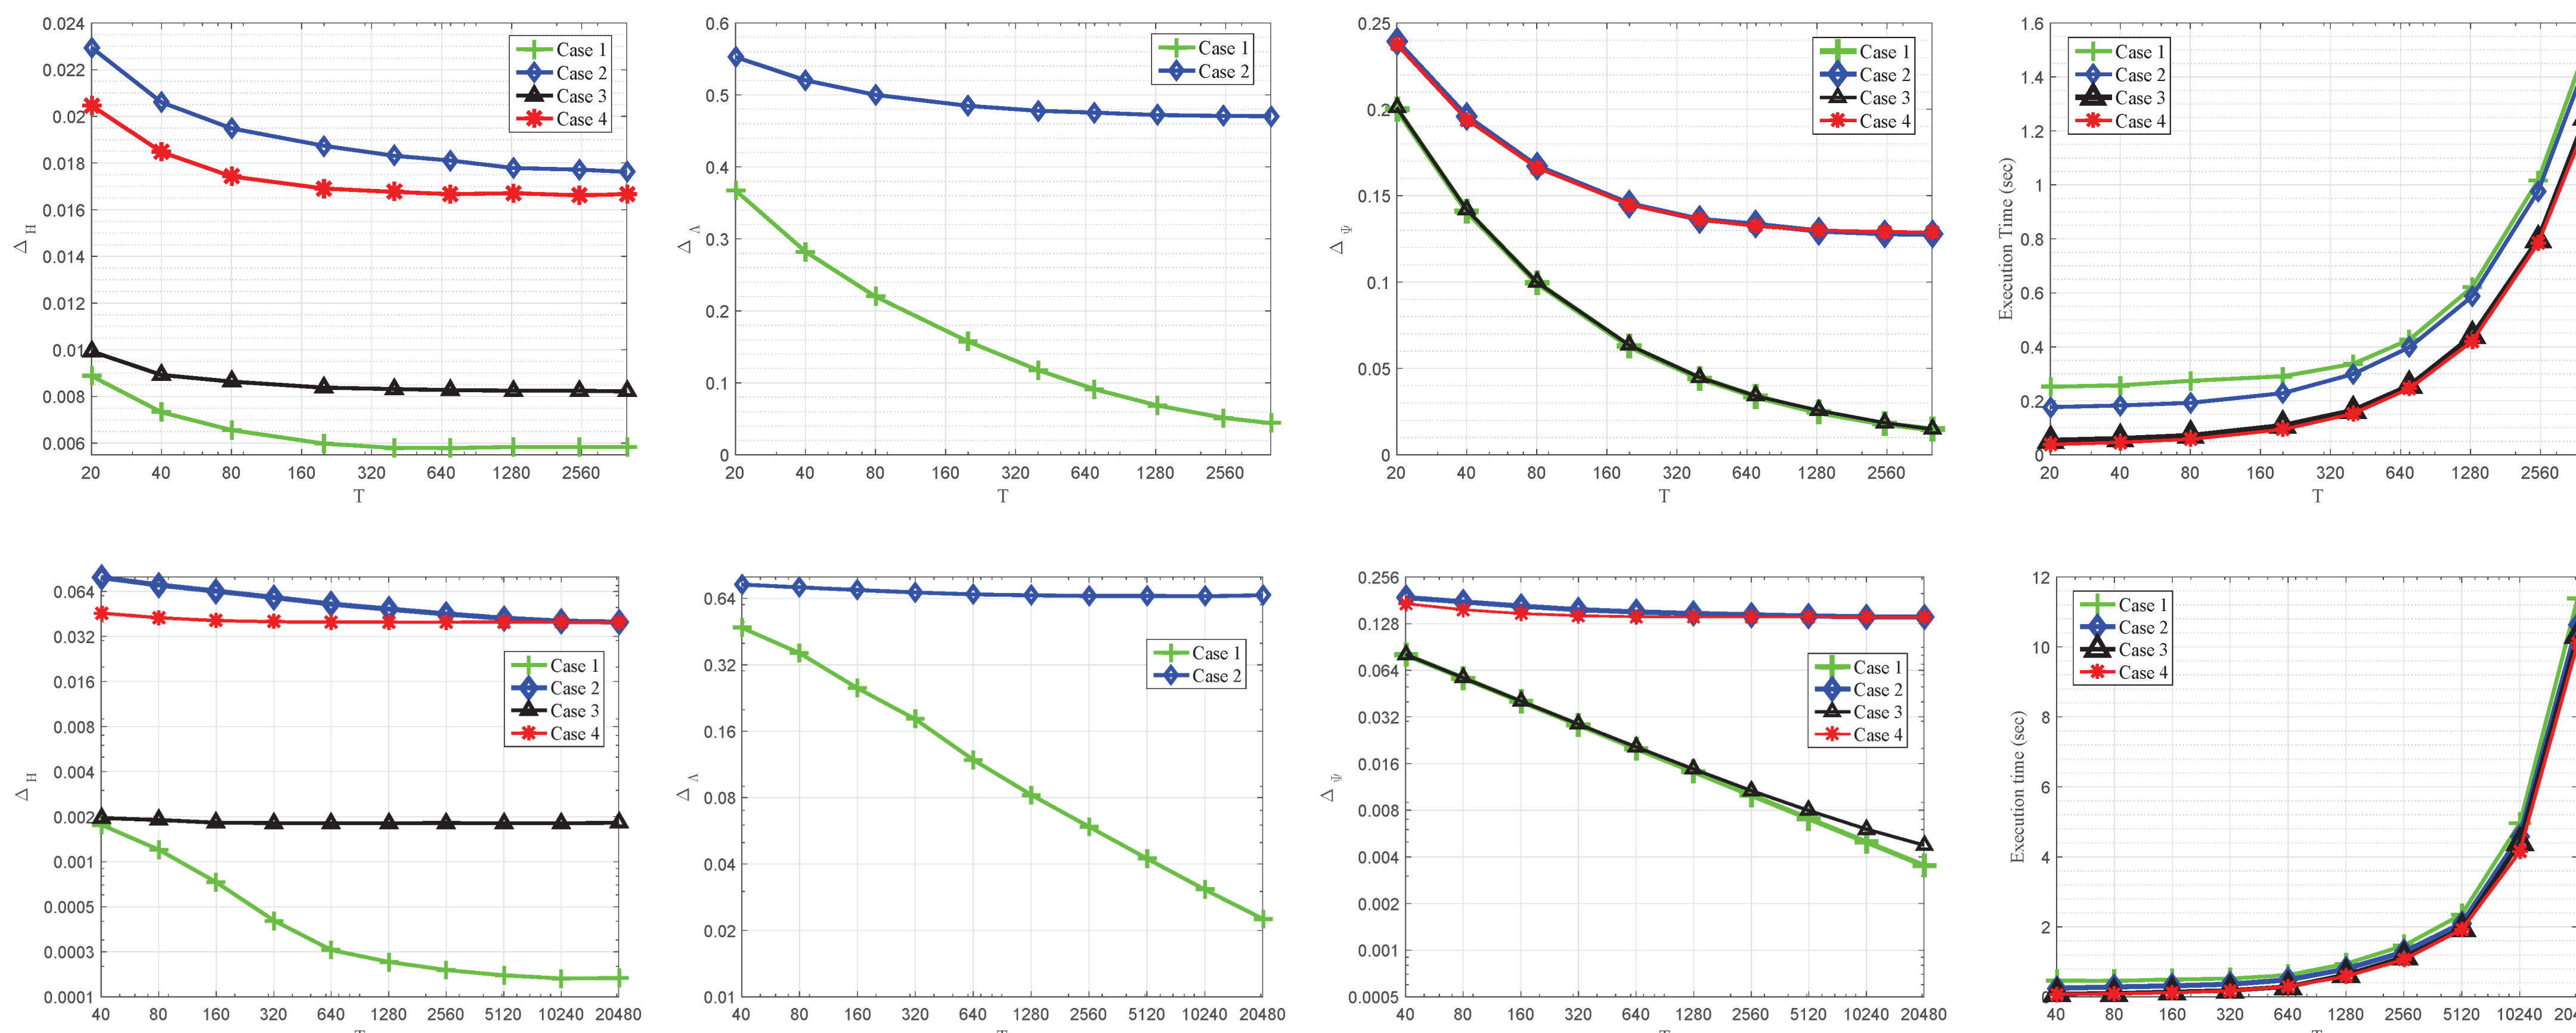 0.024
0.022
0.02
0.018
0.016
0.014
0.012
0.01
0.008
0.006
Δ H
20 40 80 160 320 640 1280 2560
T
Case 1
Case 2
Case 3
Case 4
0.6
0.5
0.4
0.3
0.2
0.1
0
Δ Λ
20 40 80 160 320 640 1280 2560
T
Case 1
Case 2
0.25
0.2
0.15
0.1
0.05
0
Δ Ψ
20 40 80 160 320 640 1280 2560
T
Case 1
Case 2
Case 3
Case 4
1.6
1.4
1.2
1
0.8
0.6
0.4
0.2
0
Execution Time (sec)
20 40 80 160 320 640 1280 2560
T
Case 1
Case 2
Case 3
Case 4
0.064
0.032
0.016
0.008
0.004
0.002
0.001
0.0005
0.0003
0.0001
Δ H
40 80 160 320 640 1280 2560 5120 10240 20480
Case 1
Case 2
Case 3
Case 4
0.64
0.32
0.16
0.08
0.04
0.02
0.01
Δ Λ
40 80 160 320 640 1280 2560 5120 10240 20480
Case 1
Case 2
0.256
0.128
0.064
0.032
0.016
0.008
0.004
0.002
0.001
0.0005
Δ Ψ
40 80 160 320 640 1280 2560 5120 10240 20480
Case 1
Case 2
Case 3
Case 4
12
10
8
6
4
2
0
Execution time (sec)
40 80 160 320 640 1280 2560 5120 10240
Case 1
Case 2
Case 3
Case 4